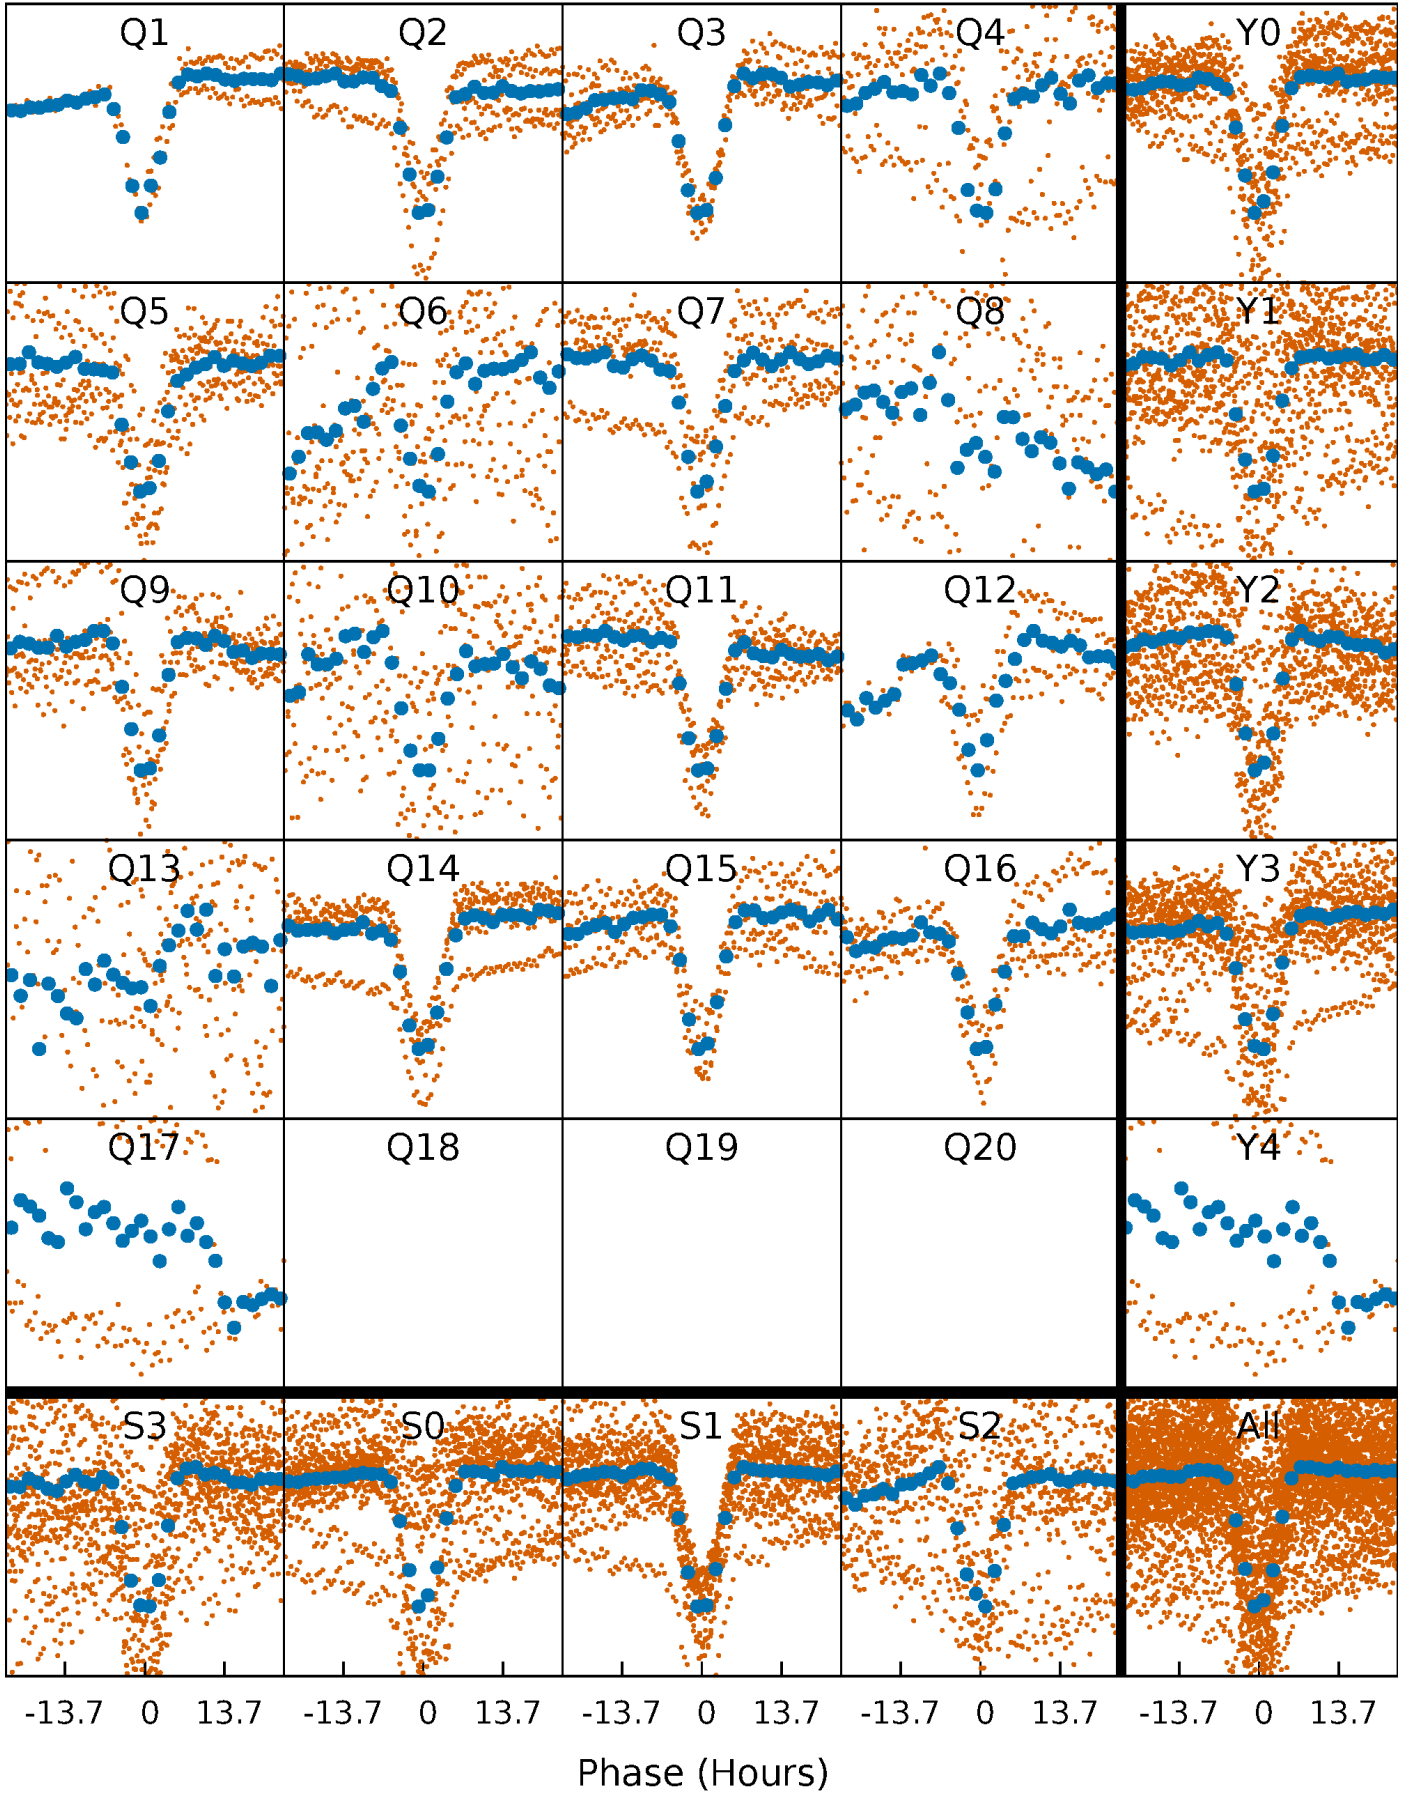 Q1 Q2 Q3 Q4 Y0
Q5 Q6 Q7 Q8 Y1
Q9 Q10 Q11 Q12 Y2
Q13 Q14 Q15 Q16 Y3
Q17 Q18 Q19 Q20 Y4
S3 S0 S1 S2 All
-13.7 0 13.7 -13.7 0 13.7 -13.7 0 13.7 -13.7 0 13.7 -13.7 0 13.7
Phase (Hours)